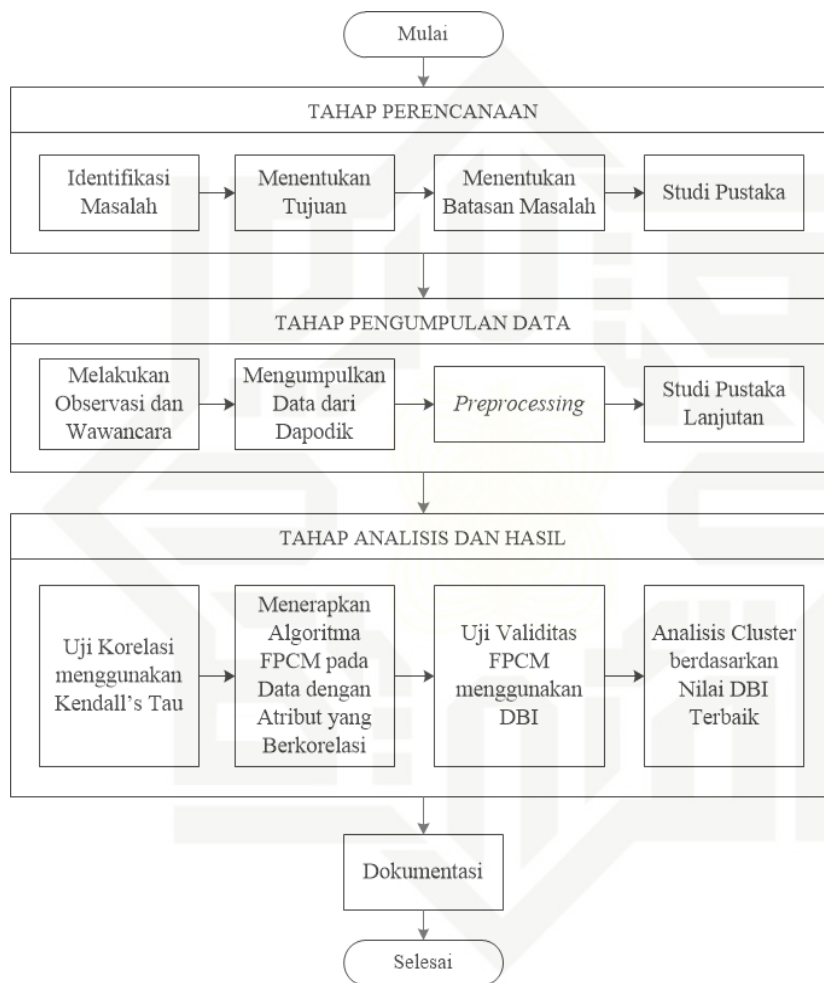 Mulai
TAHAP PERENCANAAN
Identifikasi
Masalah
Menentukan
Tujuan
Menentukan
Batasan Masalah
Studi Pustaka
TAHAP PENGUMPULAN DATA
Melakukan
Observasi dan
Wawancara
Mengumpulkan
Data dari
Dapodik
Preprocessing
Studi Pustaka
Lanjutan
TAHAP ANALISIS DAN HASIL
Uji Korelasi
menggunakan
Kendall’s Tau
Menerapkan
Algoritma
FPCM pada
Data dengan
Atribut yang
Berkorelasi
Uji Validitas
FPCM
menggunakan
DBI
Analisis Cluster
berdasarkan
Nilai DBI
Terbaik
Dokumentasi
Selesai